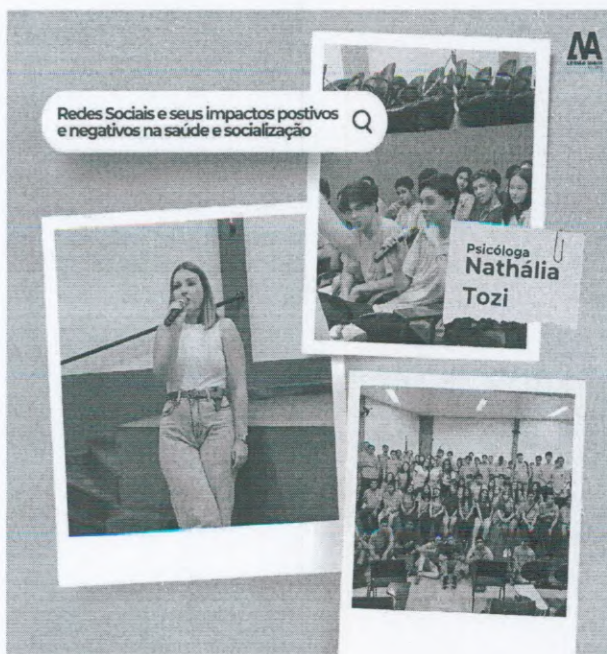 Redes Sociais e seus impactos postivos
e negativos na saúde e socialização
Psicóloga
Nathália
Tozi